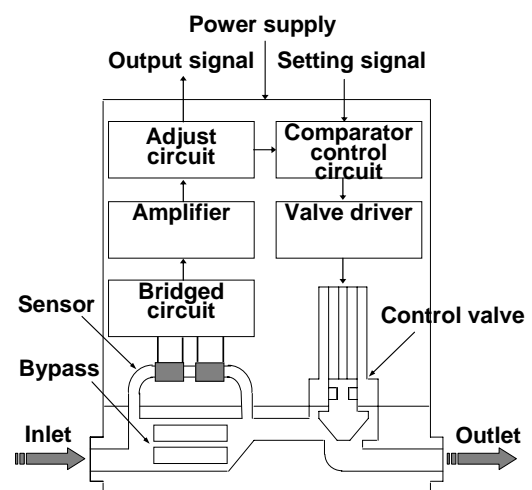 Power supply
Output signal
Setting signal
Adjust
circuit
Comparator
control
circuit
Amplifier
Valve driver
Bridged
circuit
Sensor
Control valve
Bypass
Inlet
Outlet